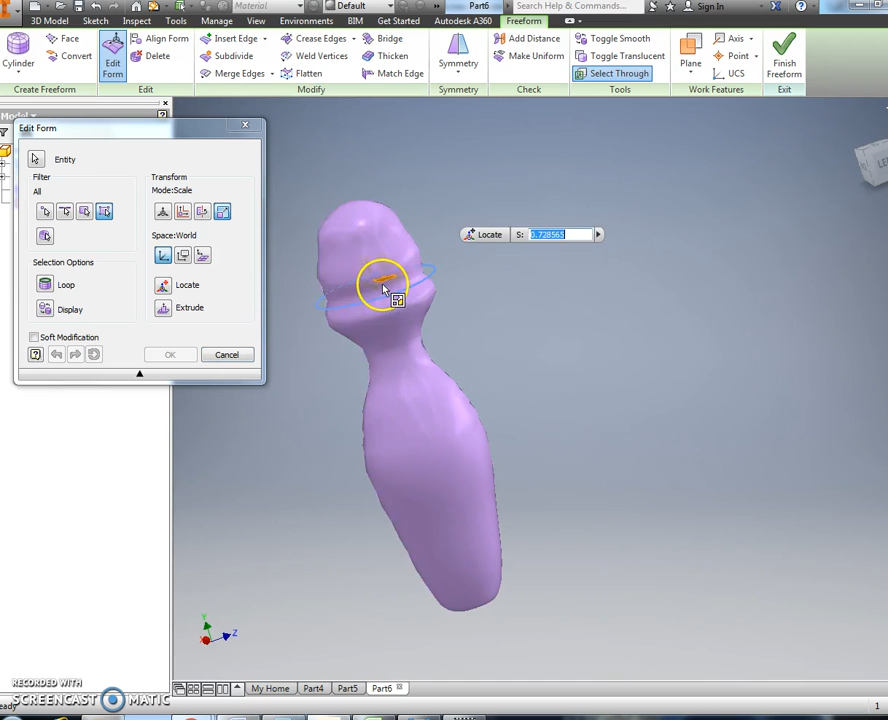 Material Default Part6 Sign In
3D Model Sketch Inspect Tools Manage View Environments BIM Get Started Autodesk A360 Freeform
Face Align Form Insert Edge Crease Edges Bridge Add Distance Toggle Smooth Axis
Cylinder Convert Edit Form Delete Subdivide Weld Vertices Thicken Symmetry Make Uniform Toggle Translucent Plane Point Finish Freeform
Merge Edges Flatten Match Edge Select Through UCS
Create Freeform Edit Modify Symmetry Check Tools Work Features Exit
Model
Edit Form
Entity
Filter Transform
All Mode:Scale
Space:World
Selection Options
Loop Locate
Display Extrude
Soft Modification
OK Cancel
Locate S: 0.728565
Y
Z
X
RECORDED WITH
SCREENCAST MATIC
My Home Part4 Part5 Part6
eady 1